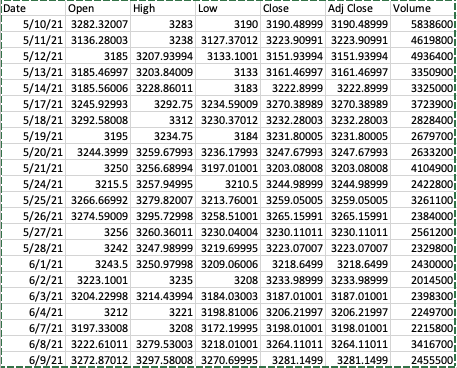 Date Open High Low Close Adj Close Volume
5/10/21 3282.32007 3283 3190 3190.48999 3190.48999 5838600
5/11/21 3136.28003 3238 3127.37012 3223.90991 3223.90991 4619800
5/12/21 3185 3207.93994 3133.1001 3151.93994 3151.93994 4936400
5/13/21 3185.46997 3203.84009 3133 3161.46997 3161.46997 3350900
5/14/21 3185.56006 3228.86011 3183 3222.8999 3222.8999 3325000
5/17/21 3245.92993 3292.75 3234.59009 3270.38989 3270.38989 3723900
5/18/21 3292.58008 3312 3230.37012 3232.28003 3232.28003 2828400
5/19/21 3195 3234.75 3184 3231.80005 3231.80005 2679700
5/20/21 3244.3999 3259.67993 3236.17993 3247.67993 3247.67993 2633200
5/21/21 3250 3256.68994 3197.01001 3203.08008 3203.08008 4104900
5/24/21 3215.5 3257.94995 3210.5 3244.98999 3244.98999 2422800
5/25/21 3266.66992 3279.82007 3213.76001 3259.05005 3259.05005 3261100
5/26/21 3274.59009 3295.72998 3258.51001 3265.15991 3265.15991 2384000
5/27/21 3256 3260.36011 3230.04004 3230.11011 3230.11011 2561200
5/28/21 3242 3247.98999 3219.69995 3223.07007 3223.07007 2329800
6/1/21 3243.5 3250.97998 3209.06006 3218.6499 3218.6499 2430000
6/2/21 3223.1001 3235 3208 3233.98999 3233.98999 2014500
6/3/21 3204.22998 3214.43994 3184.03003 3187.01001 3187.01001 2398300
6/4/21 3212 3221 3198.81006 3206.21997 3206.21997 2249700
6/7/21 3197.33008 3208 3172.19995 3198.01001 3198.01001 2215800
6/8/21 3222.61011 3279.53003 3218.01001 3264.11011 3264.11011 3416700
6/9/21 3272.87012 3297.58008 3270.69995 3281.1499 3281.1499 2455500